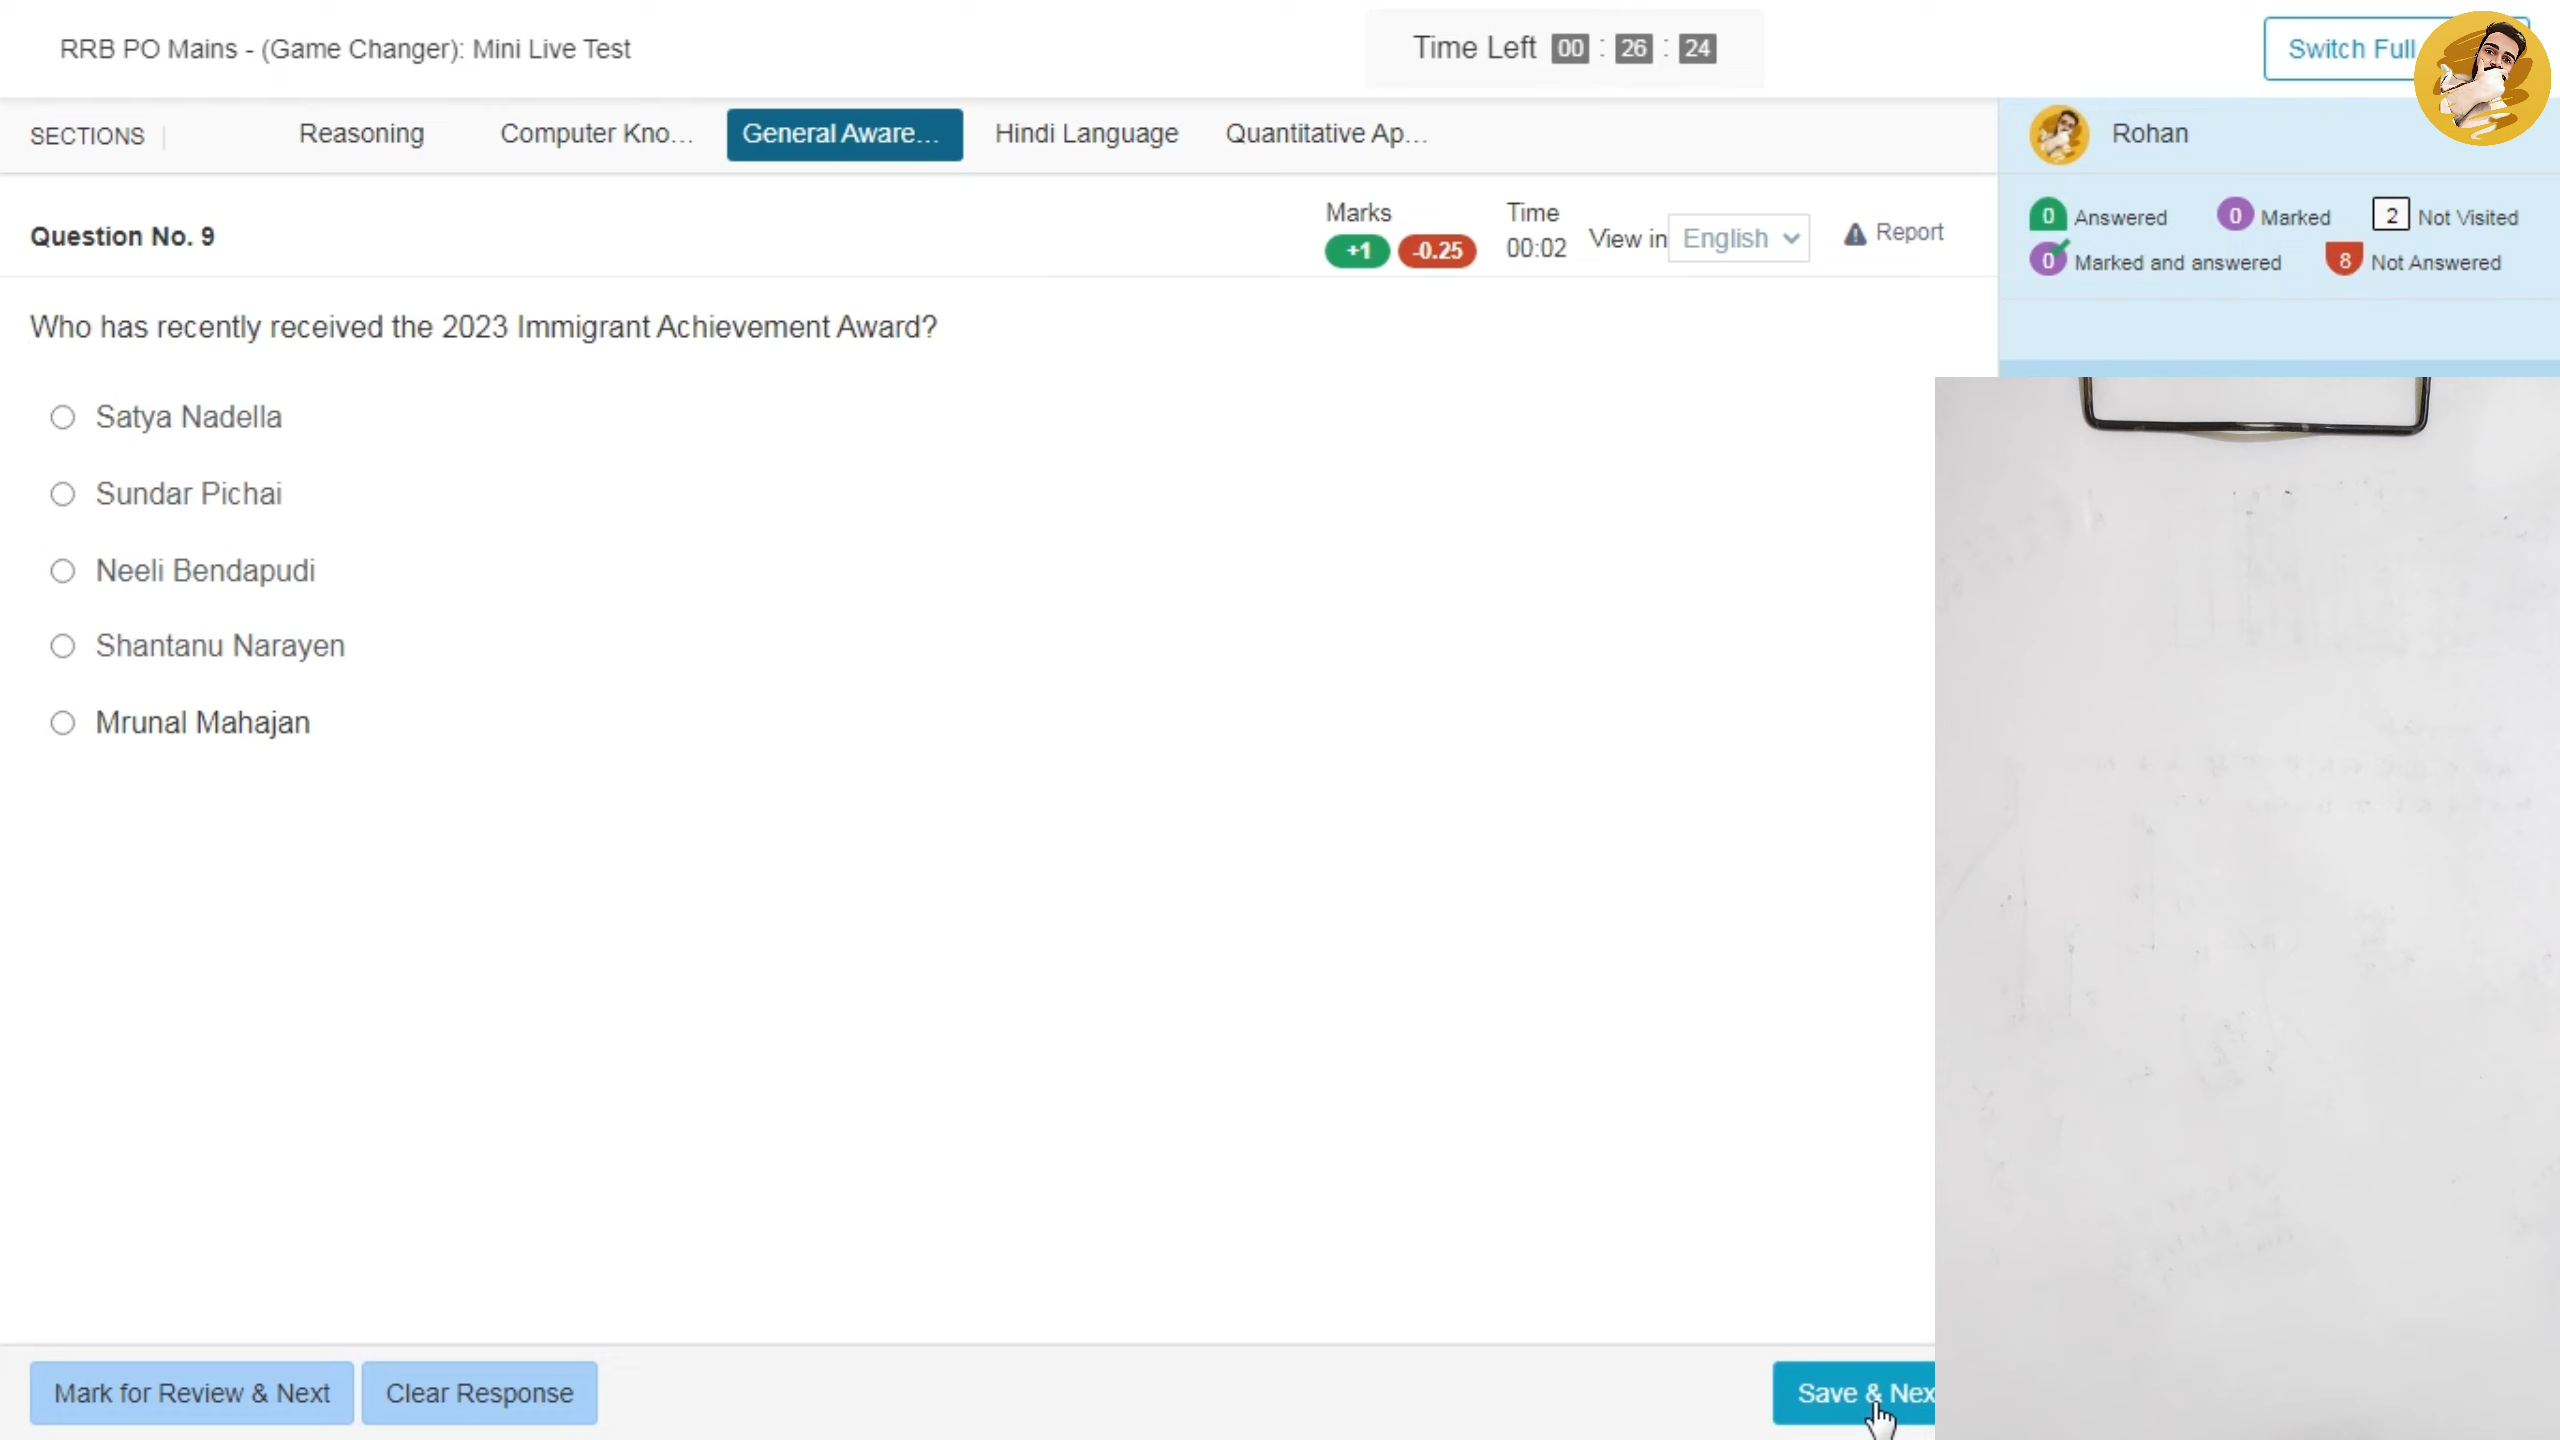 RRB PO Mains - (Game Changer): Mini Live Test
Time Left 00 : 26 : 24
Switch Full
SECTIONS
Reasoning
Computer Kno...
General Aware...
Hindi Language
Quantitative Ap...
Rohan
Question No. 9
Marks
+1 -0.25
Time
00:02
View in English
Report
0 Answered
0 Marked
2 Not Visited
0 Marked and answered
8 Not Answered
Who has recently received the 2023 Immigrant Achievement Award?
Satya Nadella
Sundar Pichai
Neeli Bendapudi
Shantanu Narayen
Mrunal Mahajan
Mark for Review & Next
Clear Response
Save & Nex